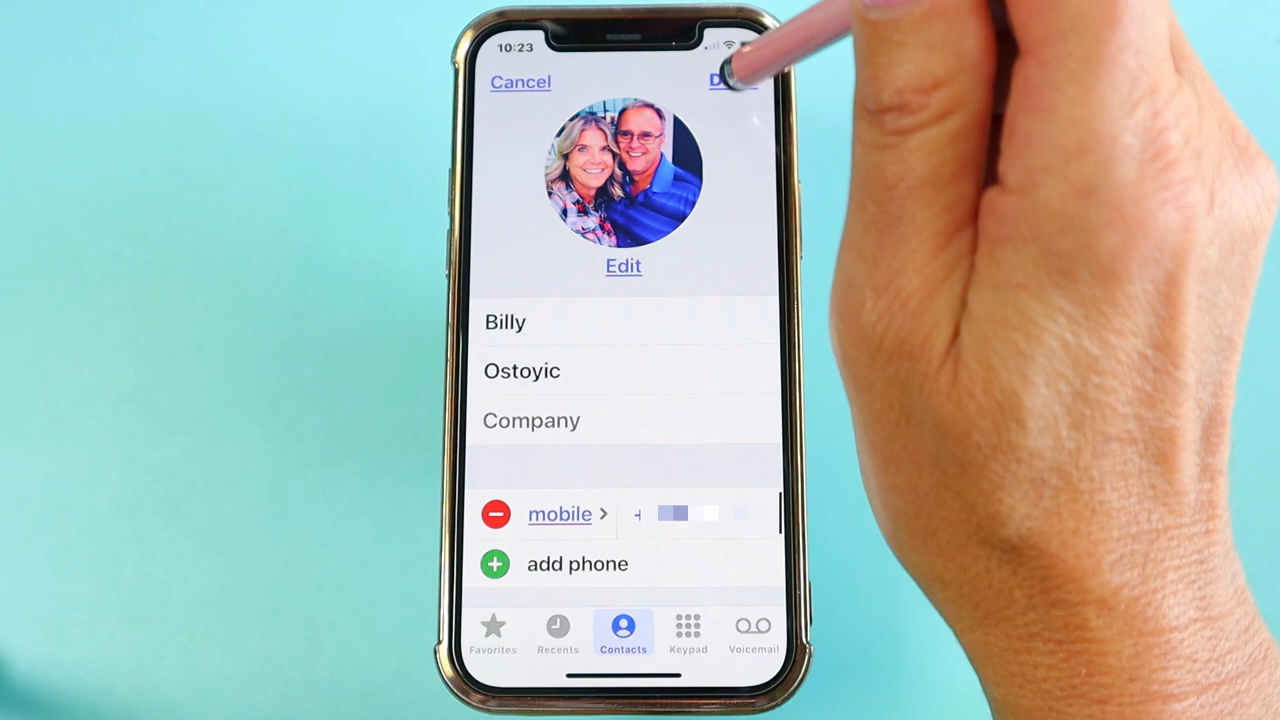 10:23
Cancel
Edit
Billy
Ostoyic
Company
mobile
add phone
Favorites Recents Contacts Keypad Voicemail